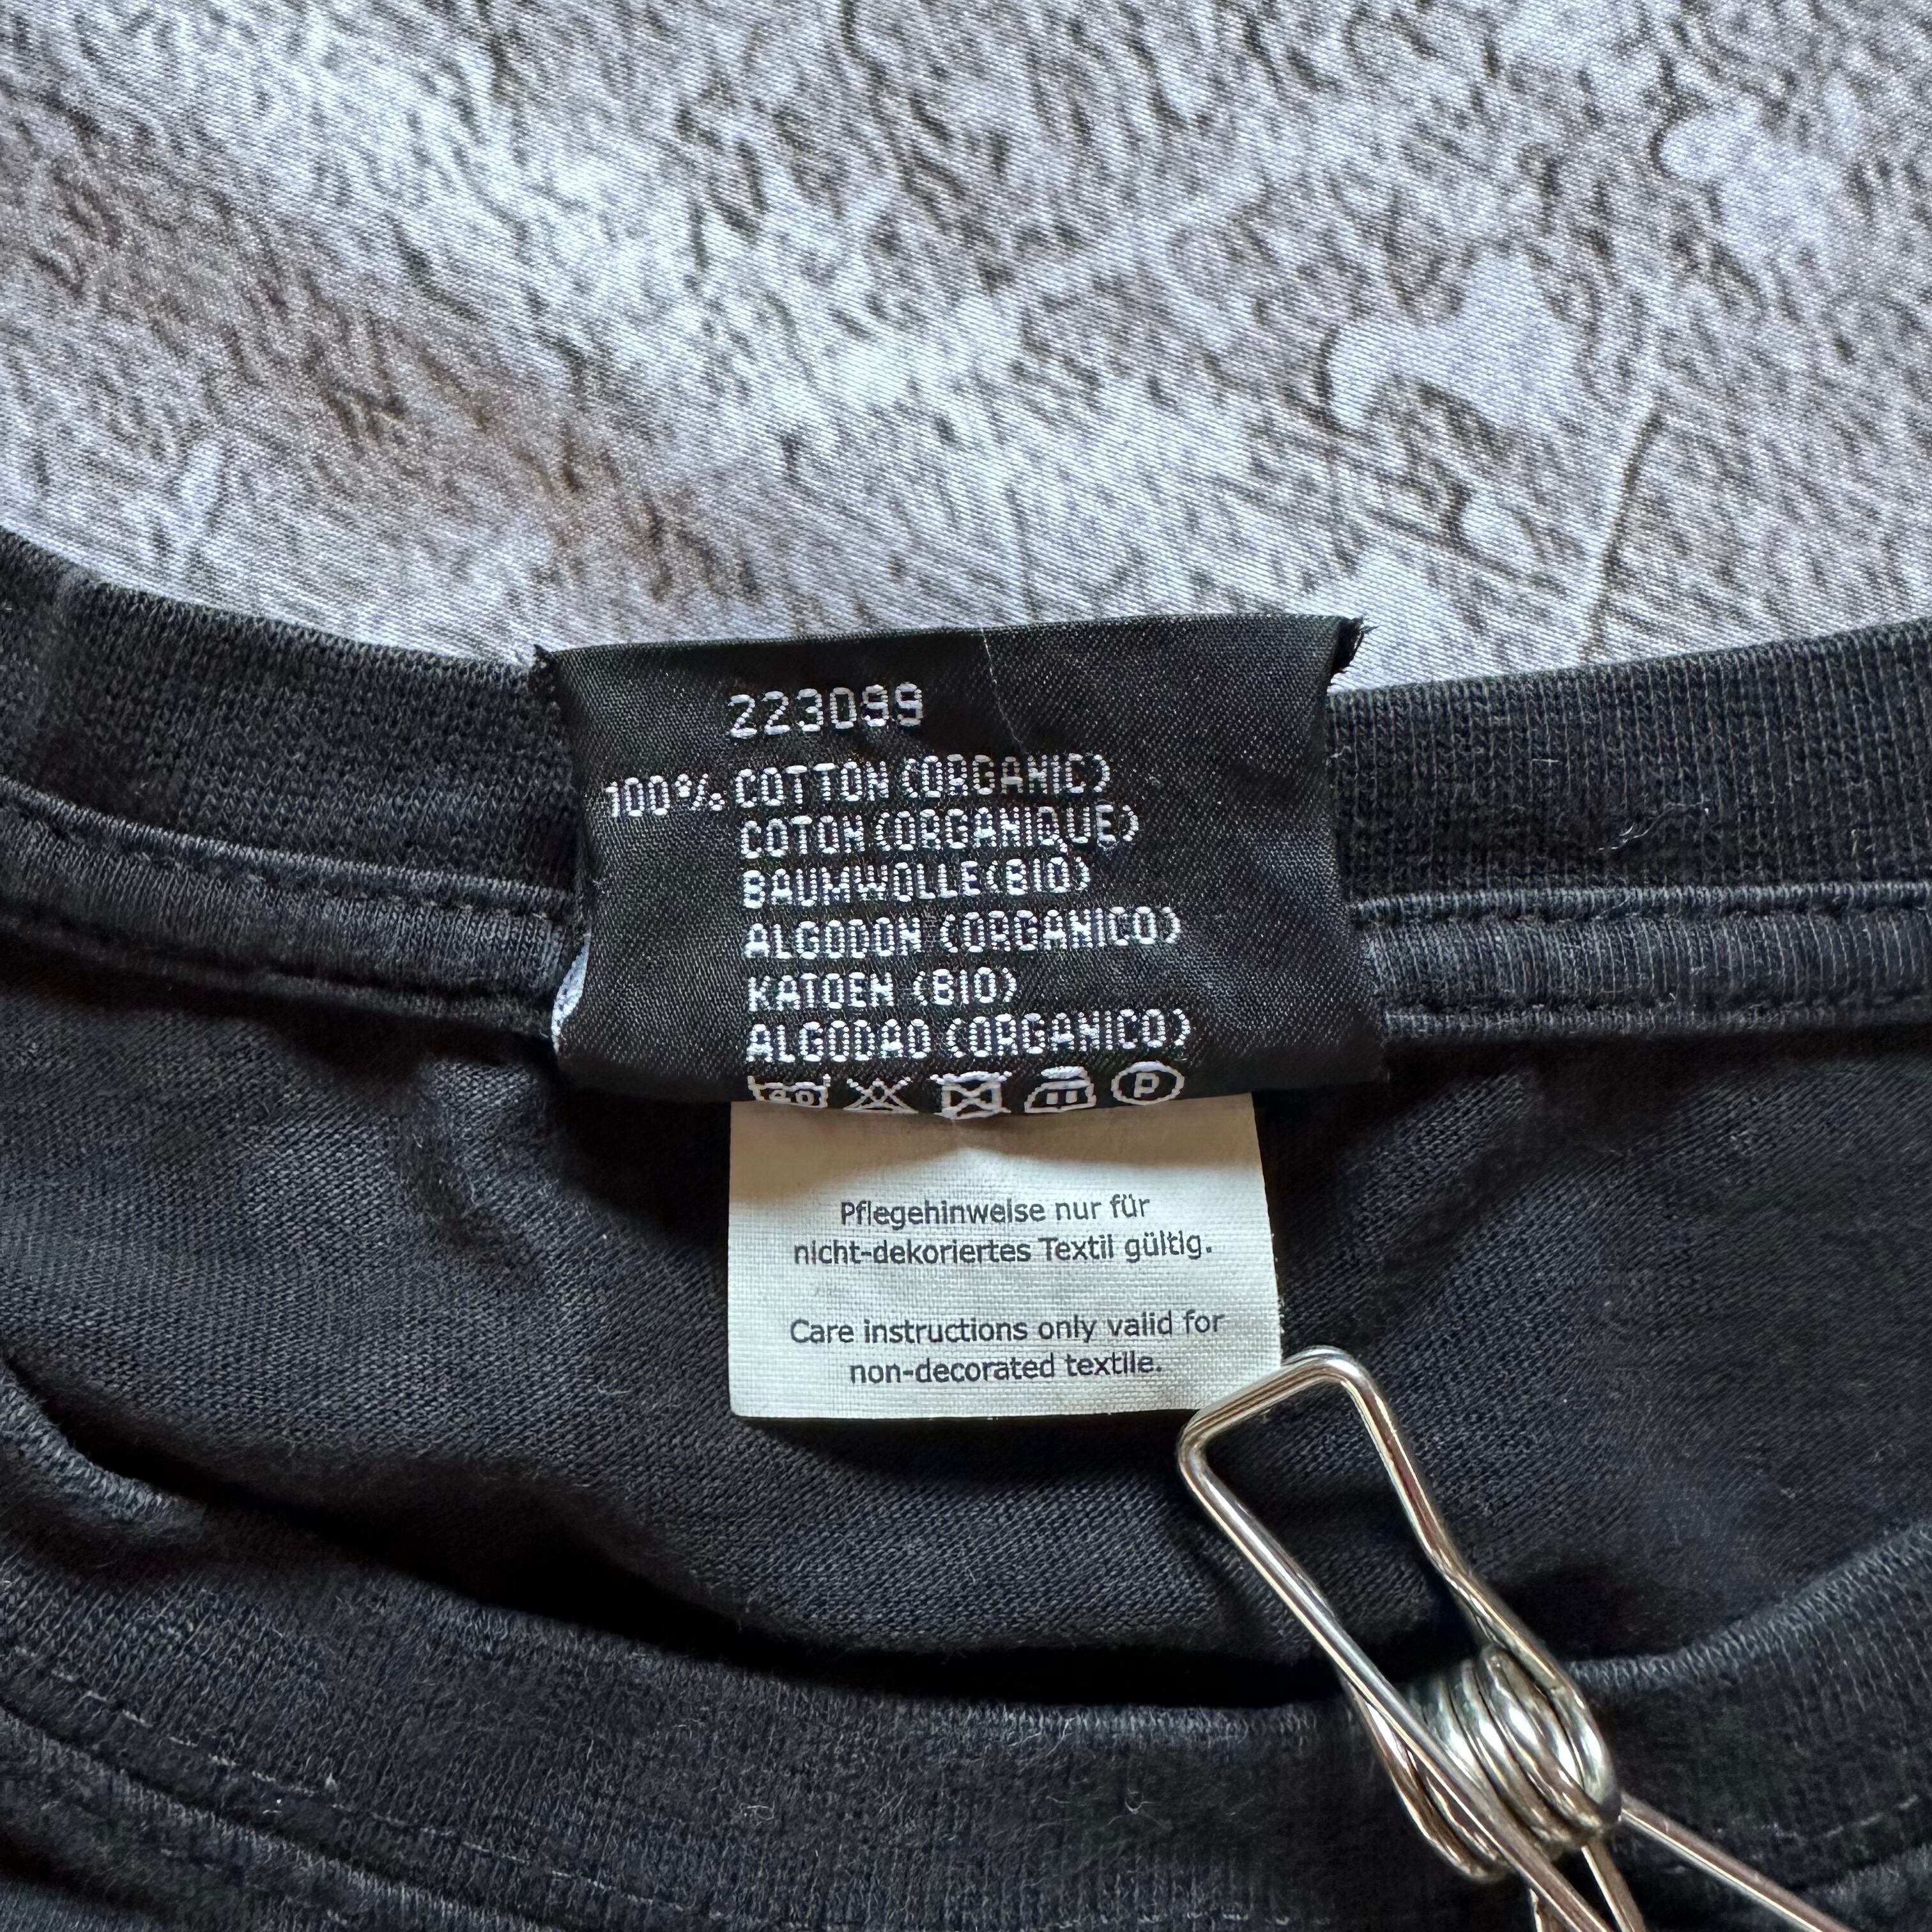 223099
100% COTTON (ORGANIC)
COTON (ORGANIQUE)
BAUMWOLLE(BIO)
ALGODON (ORGANICO)
KATOEN (BIO)
ALGODAO (ORGANICO)
40 P
Pflegehinweise nur für
nicht-dekoriertes Textil gültig.
Care instructions only valid for
non-decorated textile.